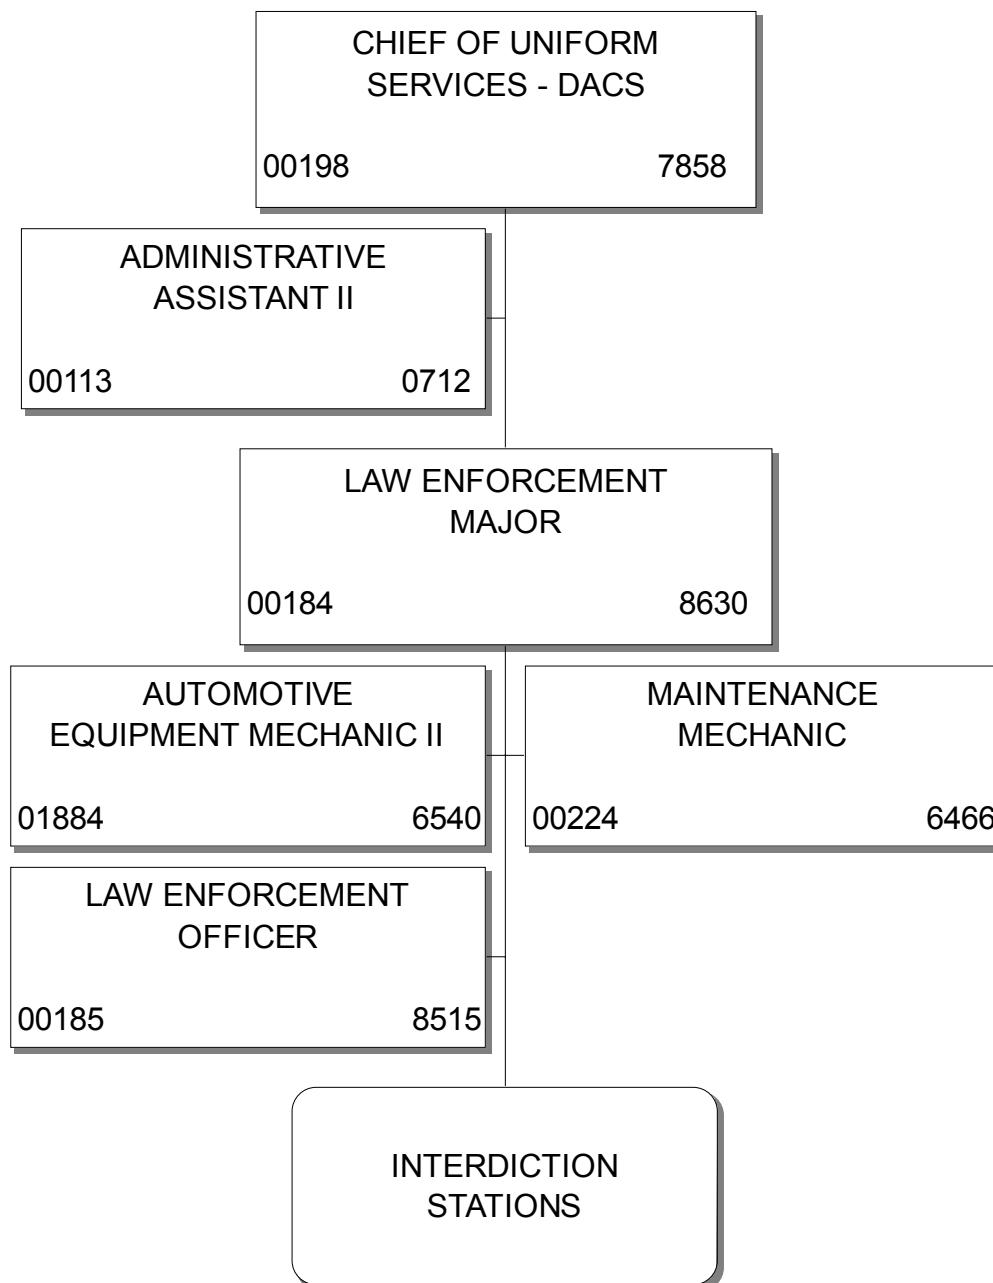 CHIEF OF UNIFORM
SERVICES - DACS
00198 7858
ADMINISTRATIVE
ASSISTANT II
00113 0712
LAW ENFORCEMENT
MAJOR
00184 8630
AUTOMOTIVE
EQUIPMENT MECHANIC II
01884 6540
MAINTENANCE
MECHANIC
00224 6466
LAW ENFORCEMENT
OFFICER
00185 8515
INTERDICTION
STATIONS